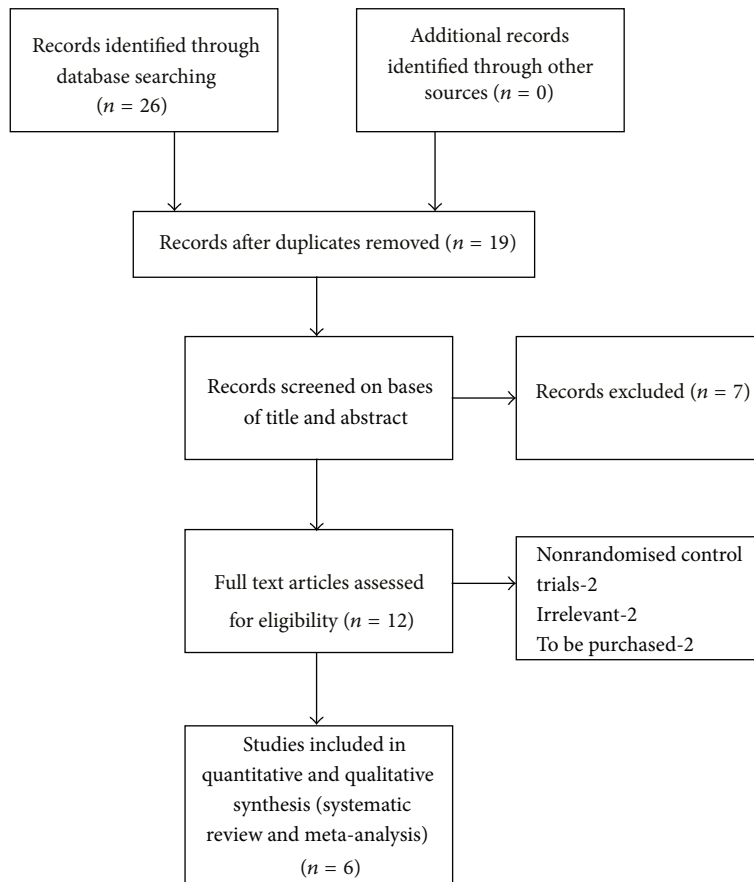 Records identified through
database searching
(n = 26)
Additional records
identified through other
sources (n = 0)
Records after duplicates removed (n = 19)
Records screened on bases
of title and abstract
Records excluded (n = 7)
Full text articles assessed
for eligibility (n = 12)
Nonrandomised control
trials-2
Irrelevant-2
To be purchased-2
Studies included in
quantitative and qualitative
synthesis (systematic
review and meta-analysis)
(n = 6)